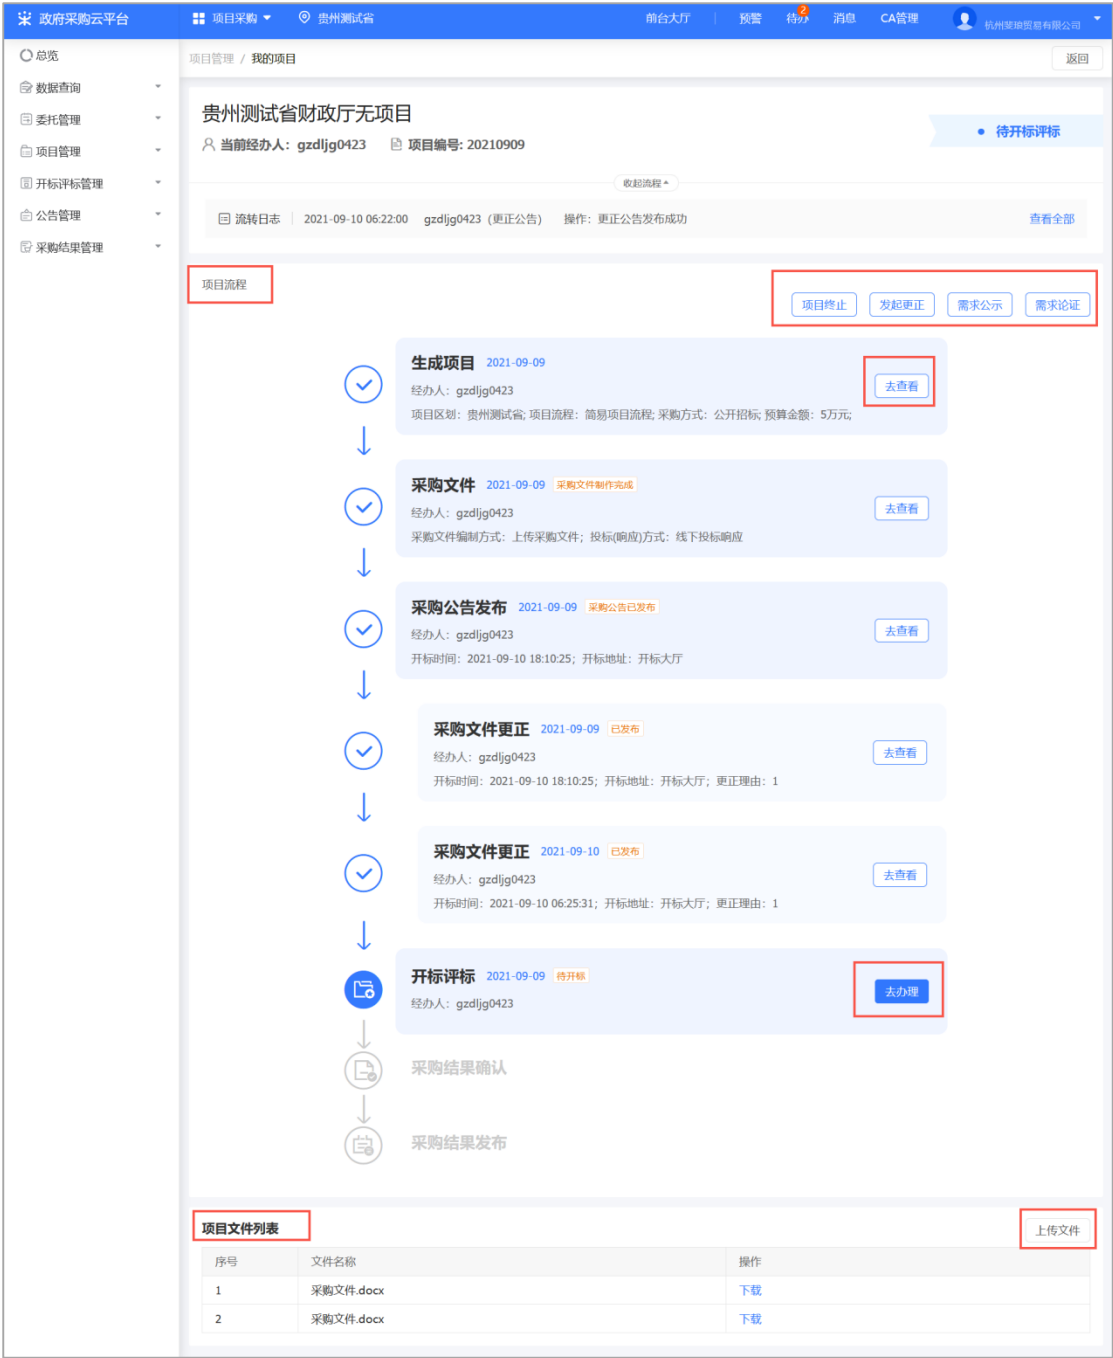 政府采购云平台 项目采购 贵州测试省 前台大厅 预警 待办 2 消息 CA管理
总览
数据查询
委托管理
项目管理
开标评标管理
公告管理
采购结果管理
项目管理 / 我的项目 返回
贵州测试省财政厅无项目
当前经办人：gzdljg0423 项目编号: 20210909
待开标评标
收起流程
流转日志 2021-09-10 06:22:00 gzdljg0423（更正公告） 操作：更正公告发布成功 查看全部
项目流程
项目终止 发起更正 需求公示 需求论证
生成项目 2021-09-09
经办人：gzdljg0423
项目区划：贵州测试省; 项目流程：简易项目流程; 采购方式：公开招标; 预算金额：5万元;
去查看
采购文件 2021-09-09 采购文件制作完成
经办人：gzdljg0423
采购文件编制方式：上传采购文件；投标(响应)方式：线下投标响应
去查看
采购公告发布 2021-09-09 采购公告已发布
经办人：gzdljg0423
开标时间：2021-09-10 18:10:25；开标地址：开标大厅
去查看
采购文件更正 2021-09-09 已发布
经办人：gzdljg0423
开标时间：2021-09-10 18:10:25；开标地址：开标大厅；更正理由：1
去查看
采购文件更正 2021-09-10 已发布
经办人：gzdljg0423
开标时间：2021-09-10 06:25:31；开标地址：开标大厅；更正理由：1
去查看
开标评标 2021-09-09 待开标
经办人：gzdljg0423
去办理
采购结果确认
采购结果发布
项目文件列表 上传文件
序号 文件名称 操作
1 采购文件.docx 下载
2 采购文件.docx 下载